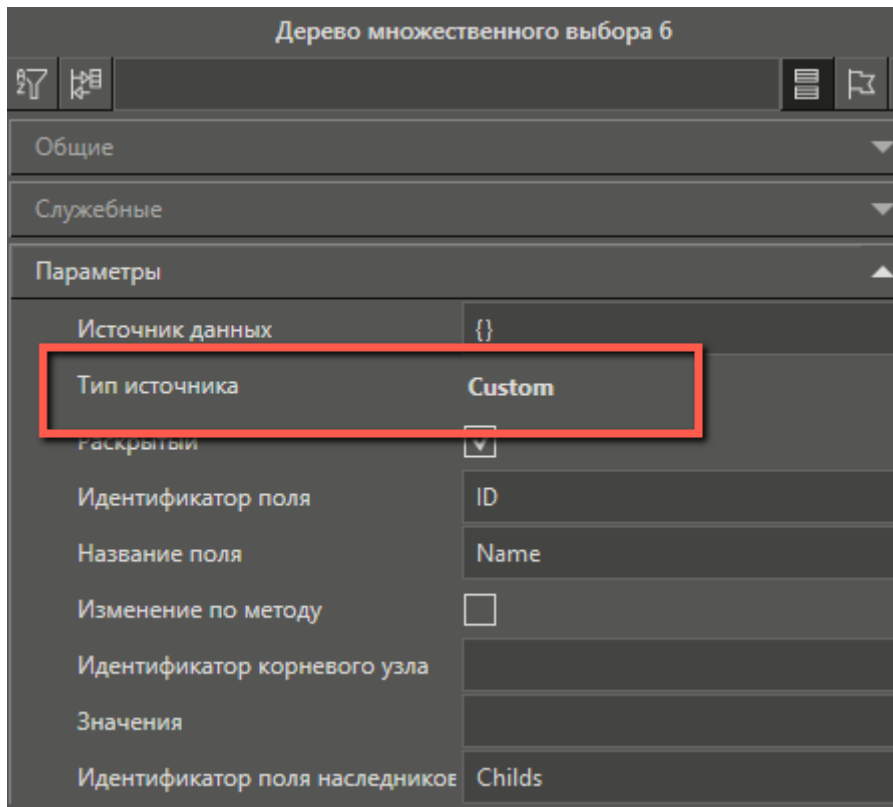 Дерево множественного выбора 6
Общие
Служебные
Параметры
Источник данных {}
Тип источника Custom
Раскрытый
Идентификатор поля ID
Название поля Name
Изменение по методу
Идентификатор корневого узла
Значения
Идентификатор поля наследников Childs